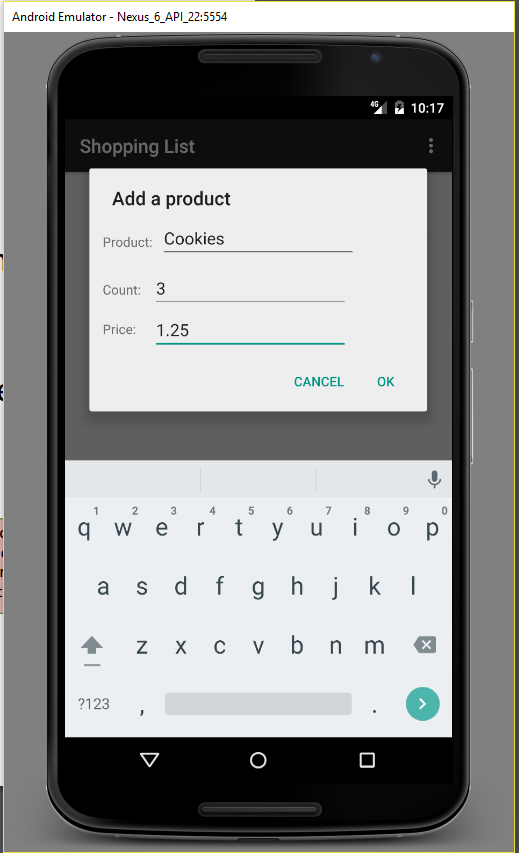 Android Emulator - Nexus_6_API_22:5554
4G 10:17
Shopping List
Add a product
Product: Cookies
Count: 3
Price: 1.25
CANCEL OK
1 2 3 4 5 6 7 8 9 0
q w e r t y u i o p
a s d f g h j k l
z x c v b n m
?123 , .